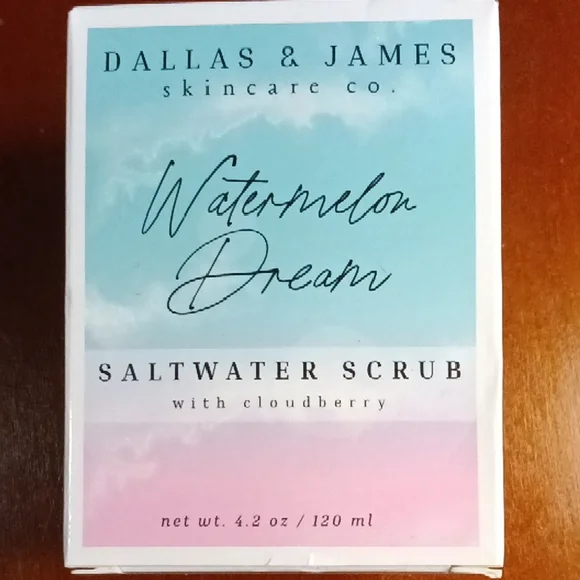 DALLAS & JAMES
skincare co.
Watermelon
Dream
SALTWATER SCRUB
with cloudberry
net wt. 4.2 oz / 120 ml